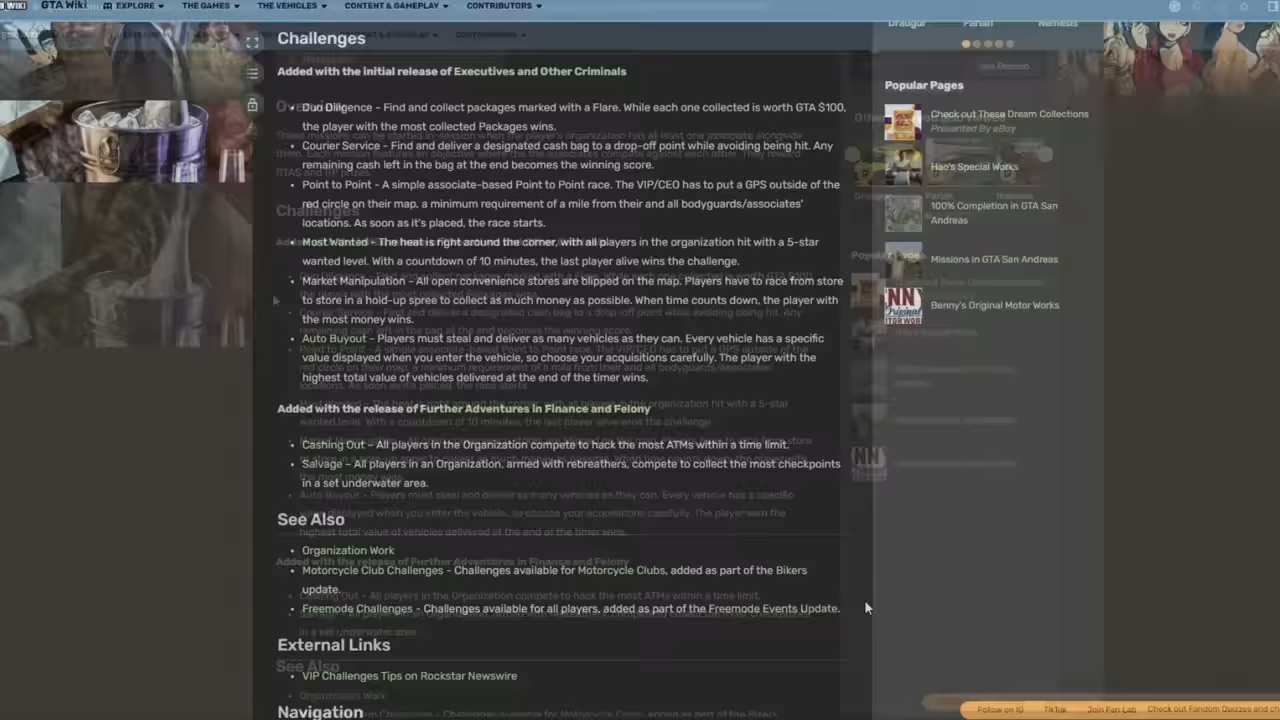 WIKI
GTA Wiki
EXPLORE
THE GAMES
THE VEHICLES
CONTENT & GAMEPLAY
CONTRIBUTORS
Challenges
Added with the initial release of Executives and Other Criminals
Due Diligence - Find and collect packages marked with a Flare. While each one collected is worth GTA $100,
the player with the most collected Packages wins.
Courier Service - Find and deliver a designated cash bag to a drop-off point while avoiding being hit. Any
remaining cash left in the bag at the end becomes the winning score.
Point to Point - A simple associate-based Point to Point race. The VIP/CEO has to put a GPS outside of the
red circle on their map, a minimum requirement of a mile from their and all bodyguards/associates'
locations. As soon as it's placed, the race starts.
Most Wanted - The heat is right around the corner, with all players in the organization hit with a 5-star
wanted level. With a countdown of 10 minutes, the last player alive wins the challenge.
Market Manipulation - All open convenience stores are blipped on the map. Players have to race from store
to store in a hold-up spree to collect as much money as possible. When time counts down, the player with
the most money wins.
Auto Buyout - Players must steal and deliver as many vehicles as they can. Every vehicle has a specific
value displayed when you enter the vehicle, so choose your acquisitions carefully. The player with the
highest total value of vehicles delivered at the end of the timer wins.
Added with the release of Further Adventures in Finance and Felony
Cashing Out – All players in the Organization compete to hack the most ATMs within a time limit.
Salvage – All players in an Organization, armed with rebreathers, compete to collect the most checkpoints
in a set underwater area.
See Also
Organization Work
Motorcycle Club Challenges - Challenges available for Motorcycle Clubs, added as part of the Bikers
update.
Freemode Challenges - Challenges available for all players, added as part of the Freemode Events Update.
External Links
VIP Challenges Tips on Rockstar Newswire
Navigation
Draugur
Pariah
Nemesis
Popular Pages
Check out These Dream Collections
Presented By eBay
Hao's Special Works
100% Completion in GTA San
Andreas
Missions in GTA San Andreas
Benny's Original Motor Works
Follow on IG
TikTok
Join Fan Lab
Check out Fandom Quizzes and ch